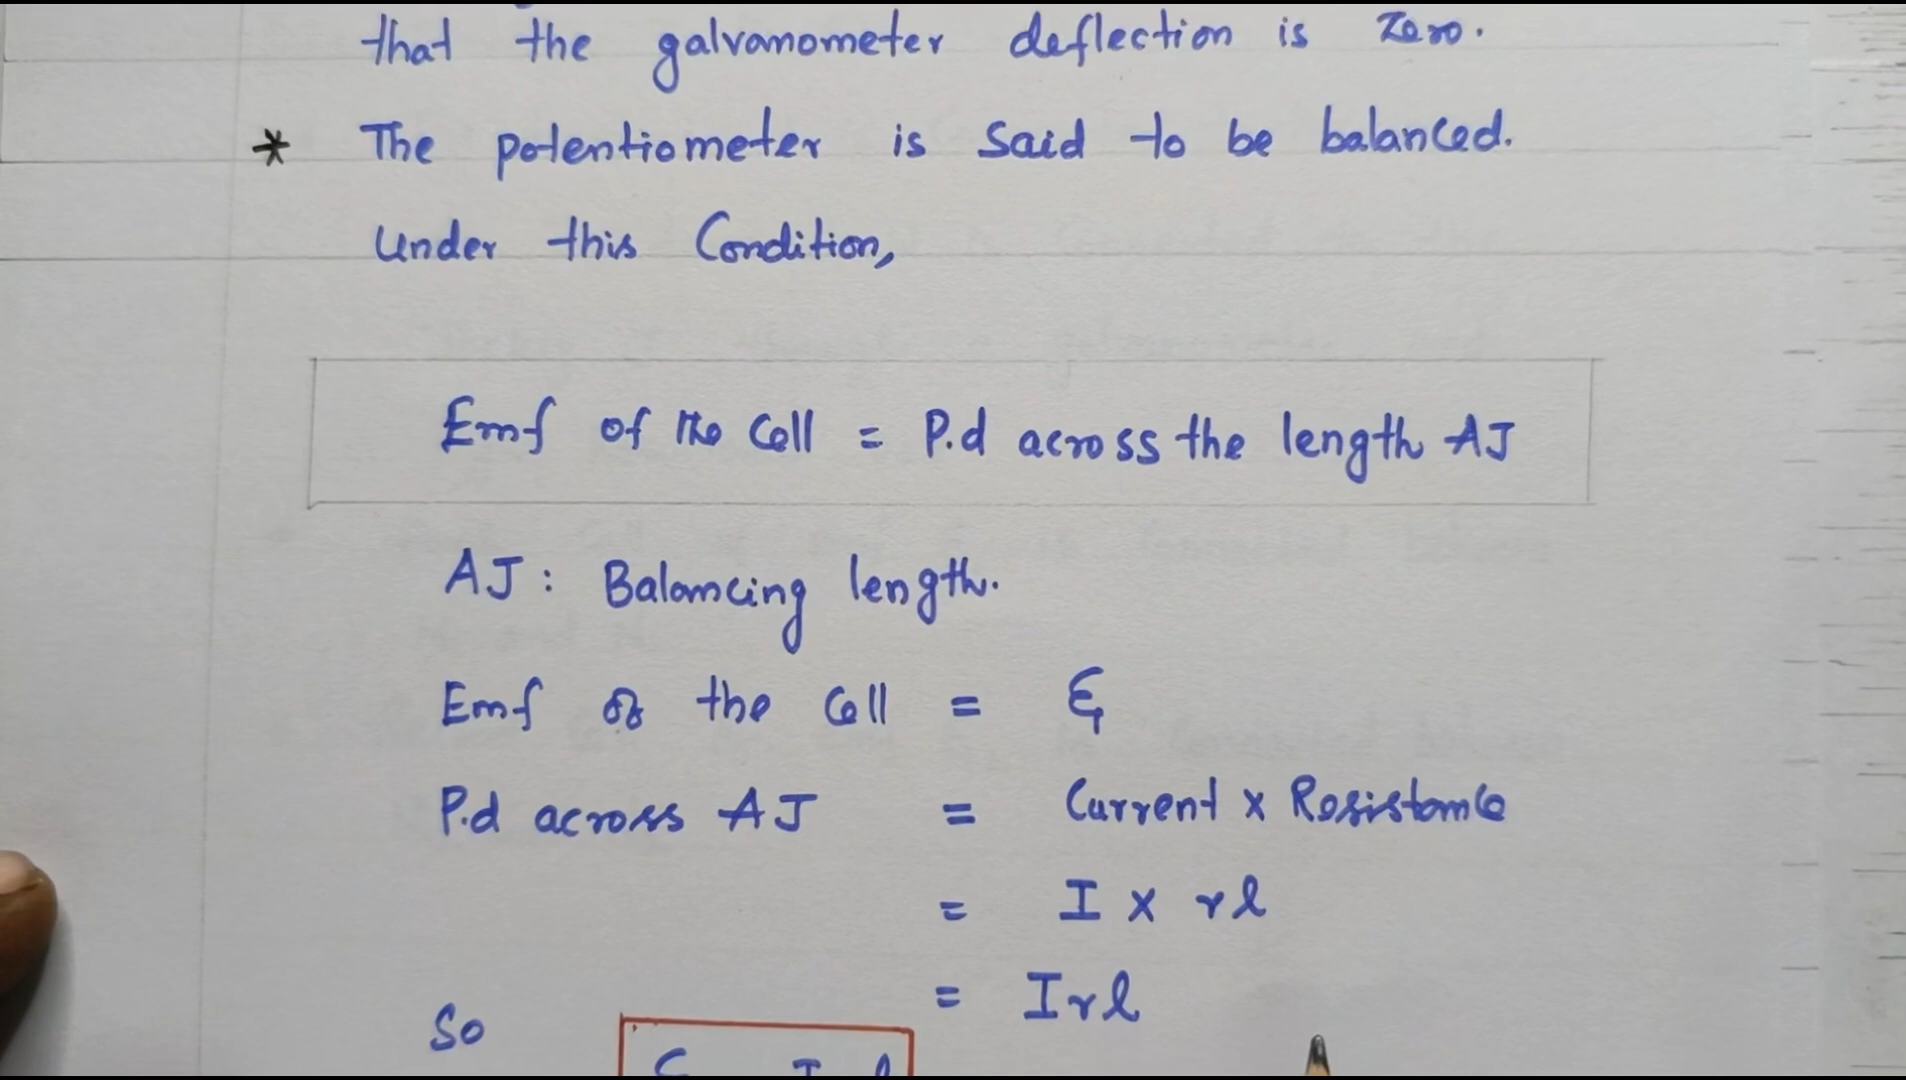 that the galvanometer deflection is zero.
* The potentiometer is said to be balanced.
Under this Condition,
Emf of the Cell = P.d across the length AJ
AJ : Balancing length.
Emf of the Cell = ξ
P.d across AJ = Current x Resistance
= I x rl
= Irl
So